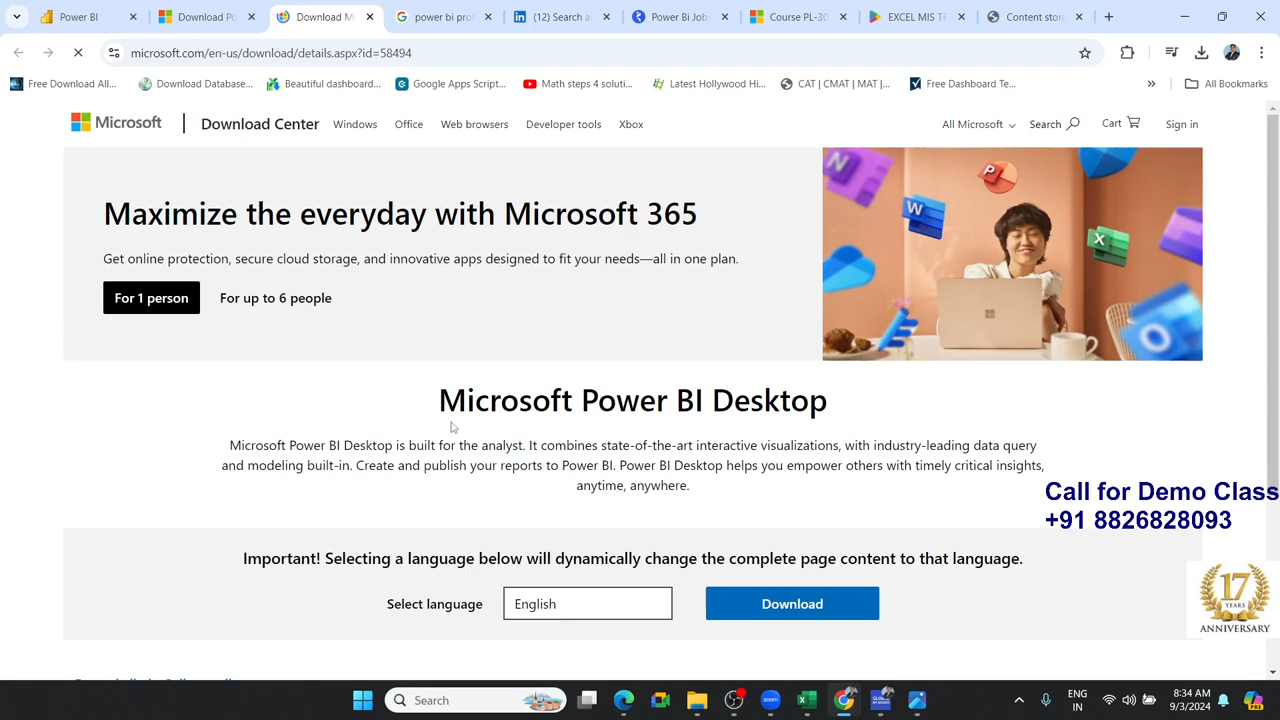 Power BI
Download Po
Download Mi
power bi pro
(12) Search a
Power Bi Jobs
Course PL-30
EXCEL MIS TR
Content stor
microsoft.com/en-us/download/details.aspx?id=58494
Free Download All...
Download Database...
Beautiful dashboard...
Google Apps Script...
Math steps 4 soluti...
Latest Hollywood Hi...
CAT | CMAT | MAT |...
Free Dashboard Te...
All Bookmarks
Microsoft
Download Center
Windows
Office
Web browsers
Developer tools
Xbox
All Microsoft
Search
Cart
Sign in
Maximize the everyday with Microsoft 365
Get online protection, secure cloud storage, and innovative apps designed to fit your needs—all in one plan.
For 1 person
For up to 6 people
Microsoft Power BI Desktop
Microsoft Power BI Desktop is built for the analyst. It combines state-of-the-art interactive visualizations, with industry-leading data query
and modeling built-in. Create and publish your reports to Power BI. Power BI Desktop helps you empower others with timely critical insights,
anytime, anywhere.
Call for Demo Class
+91 8826828093
Important! Selecting a language below will dynamically change the complete page content to that language.
Select language
English
Download
17
YEARS
ANNIVERSARY
Search
ENG
IN
8:34 AM
9/3/2024